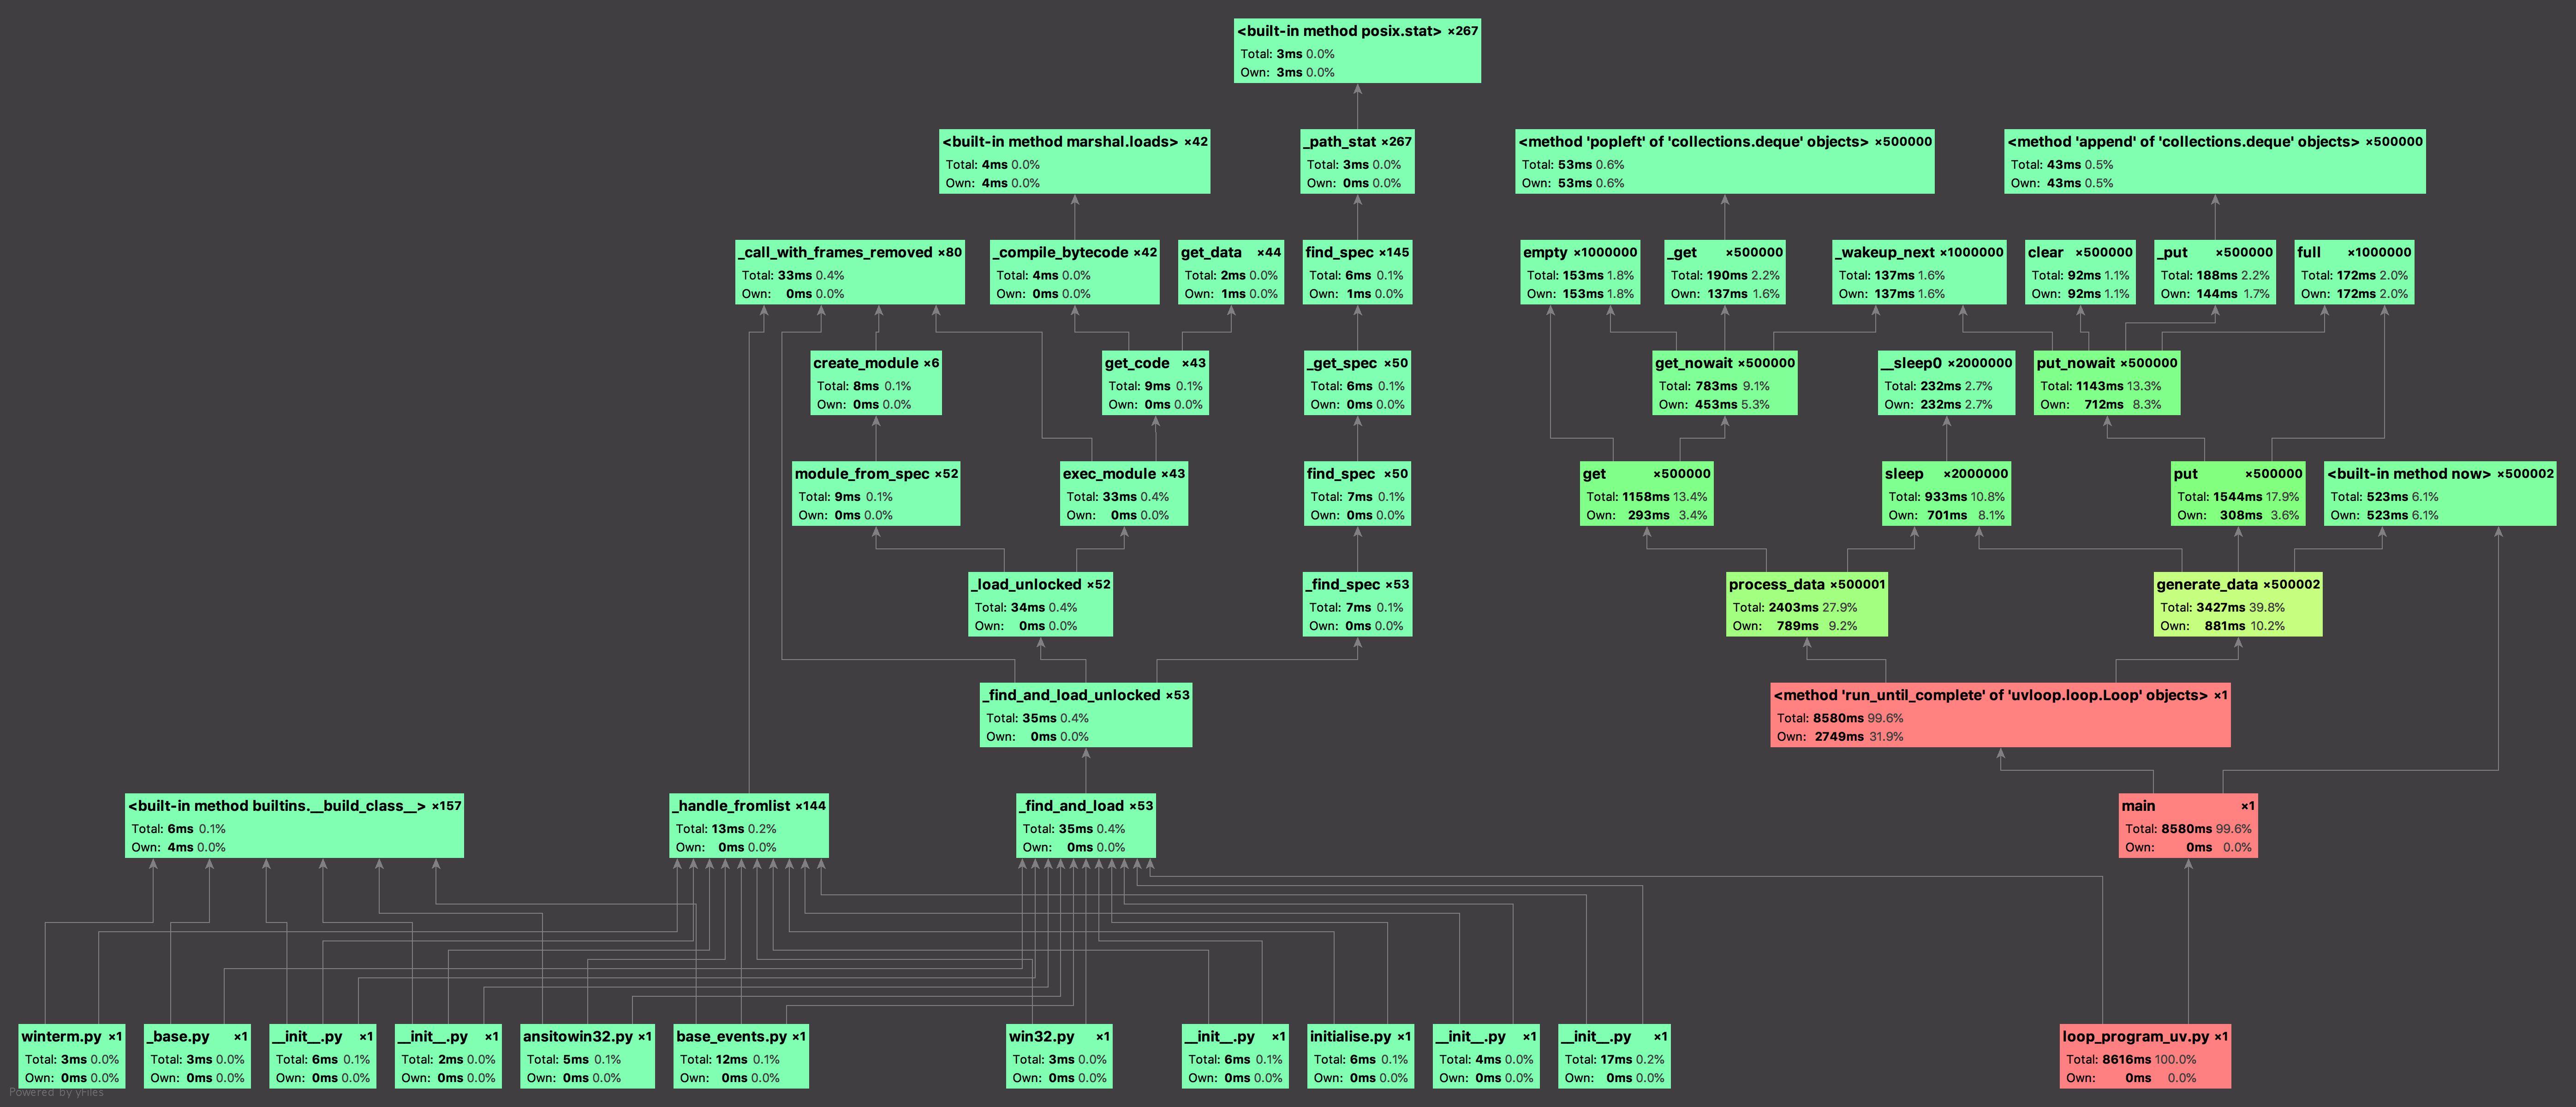 <built-in method posix.stat> ×267
Total: 3ms 0.0%
Own: 3ms 0.0%
<built-in method marshal.loads> ×42
Total: 4ms 0.0%
Own: 4ms 0.0%
_path_stat ×267
Total: 3ms 0.0%
Own: 0ms 0.0%
<method 'popleft' of 'collections.deque' objects> ×500000
Total: 53ms 0.6%
Own: 53ms 0.6%
<method 'append' of 'collections.deque' objects> ×500000
Total: 43ms 0.5%
Own: 43ms 0.5%
_call_with_frames_removed ×80
Total: 33ms 0.4%
Own: 0ms 0.0%
_compile_bytecode ×42
Total: 4ms 0.0%
Own: 0ms 0.0%
get_data ×44
Total: 2ms 0.0%
Own: 1ms 0.0%
find_spec ×145
Total: 6ms 0.1%
Own: 1ms 0.0%
empty ×1000000
Total: 153ms 1.8%
Own: 153ms 1.8%
_get ×500000
Total: 190ms 2.2%
Own: 137ms 1.6%
_wakeup_next ×1000000
Total: 137ms 1.6%
Own: 137ms 1.6%
clear ×500000
Total: 92ms 1.1%
Own: 92ms 1.1%
_put ×500000
Total: 188ms 2.2%
Own: 144ms 1.7%
full ×1000000
Total: 172ms 2.0%
Own: 172ms 2.0%
create_module ×6
Total: 8ms 0.1%
Own: 0ms 0.0%
get_code ×43
Total: 9ms 0.1%
Own: 0ms 0.0%
_get_spec ×50
Total: 6ms 0.1%
Own: 0ms 0.0%
get_nowait ×500000
Total: 783ms 9.1%
Own: 453ms 5.3%
__sleep0 ×2000000
Total: 232ms 2.7%
Own: 232ms 2.7%
put_nowait ×500000
Total: 1143ms 13.3%
Own: 712ms 8.3%
module_from_spec ×52
Total: 9ms 0.1%
Own: 0ms 0.0%
exec_module ×43
Total: 33ms 0.4%
Own: 0ms 0.0%
find_spec ×50
Total: 7ms 0.1%
Own: 0ms 0.0%
get ×500000
Total: 1158ms 13.4%
Own: 293ms 3.4%
sleep ×2000000
Total: 933ms 10.8%
Own: 701ms 8.1%
put ×500000
Total: 1544ms 17.9%
Own: 308ms 3.6%
<built-in method now> ×500002
Total: 523ms 6.1%
Own: 523ms 6.1%
_load_unlocked ×52
Total: 34ms 0.4%
Own: 0ms 0.0%
_find_spec ×53
Total: 7ms 0.1%
Own: 0ms 0.0%
process_data ×500001
Total: 2403ms 27.9%
Own: 789ms 9.2%
generate_data ×500002
Total: 3427ms 39.8%
Own: 881ms 10.2%
_find_and_load_unlocked ×53
Total: 35ms 0.4%
Own: 0ms 0.0%
<method 'run_until_complete' of 'uvloop.loop.Loop' objects> ×1
Total: 8580ms 99.6%
Own: 2749ms 31.9%
<built-in method builtins.__build_class__> ×157
Total: 6ms 0.1%
Own: 4ms 0.0%
_handle_fromlist ×144
Total: 13ms 0.2%
Own: 0ms 0.0%
_find_and_load ×53
Total: 35ms 0.4%
Own: 0ms 0.0%
main ×1
Total: 8580ms 99.6%
Own: 0ms 0.0%
winterm.py ×1
Total: 3ms 0.0%
Own: 0ms 0.0%
_base.py ×1
Total: 3ms 0.0%
Own: 0ms 0.0%
__init__.py ×1
Total: 6ms 0.1%
Own: 0ms 0.0%
__init__.py ×1
Total: 2ms 0.0%
Own: 0ms 0.0%
ansitowin32.py ×1
Total: 5ms 0.1%
Own: 0ms 0.0%
base_events.py ×1
Total: 12ms 0.1%
Own: 0ms 0.0%
win32.py ×1
Total: 3ms 0.0%
Own: 0ms 0.0%
__init__.py ×1
Total: 6ms 0.1%
Own: 0ms 0.0%
initialise.py ×1
Total: 6ms 0.1%
Own: 0ms 0.0%
__init__.py ×1
Total: 4ms 0.0%
Own: 0ms 0.0%
__init__.py ×1
Total: 17ms 0.2%
Own: 0ms 0.0%
loop_program_uv.py ×1
Total: 8616ms 100.0%
Own: 0ms 0.0%
Powered by yFiles